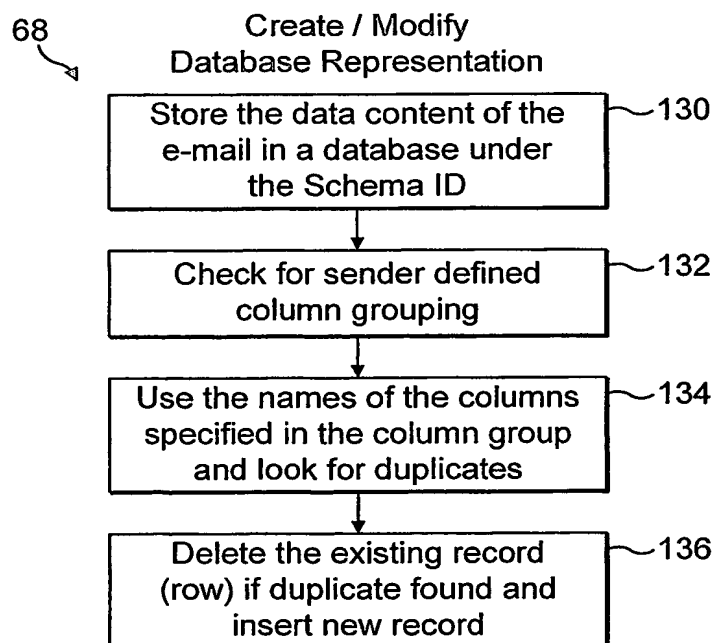 68
Create / Modify
Database Representation
Store the data content of the
e-mail in a database under
the Schema ID
130
Check for sender defined
column grouping
132
Use the names of the columns
specified in the column group
and look for duplicates
134
Delete the existing record
(row) if duplicate found and
insert new record
136